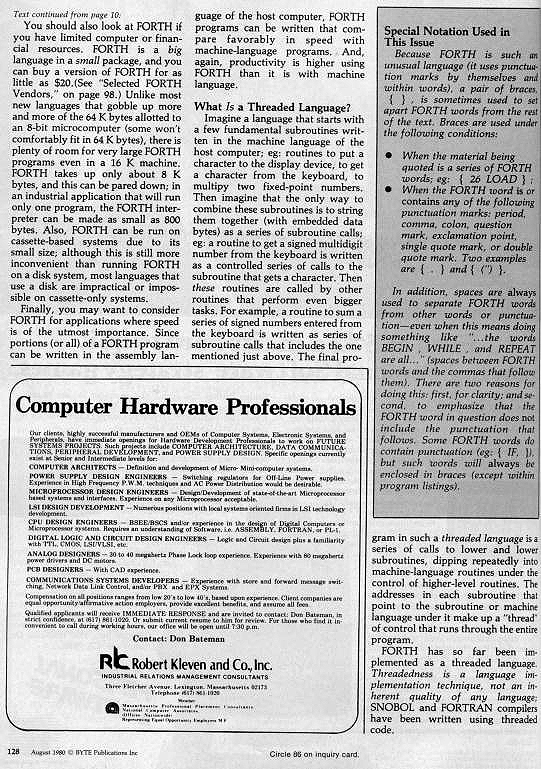 Text continued from page 10:
You should also look at FORTH if
you have limited computer or finan-
cial resources. FORTH is a big
language in a small package, and you
can buy a version of FORTH for as
little as $20.(See "Selected FORTH
Vendors," on page 98.) Unlike most
new languages that gobble up more
and more of the 64 K bytes allotted to
an 8-bit microcomputer (some won't
comfortably fit in 64 K bytes), there is
plenty of room for very large FORTH
programs even in a 16 K machine.
FORTH takes up only about 8 K
bytes, and this can be pared down; in
an industrial application that will run
only one program, the FORTH inter-
preter can be made as small as 800
bytes. Also, FORTH can be run on
cassette-based systems due to its
small size; although this is still more
inconvenient than running FORTH
on a disk system, most languages that
use a disk are impractical or impos-
sible on cassette-only systems.
Finally, you may want to consider
FORTH for applications where speed
is of the utmost importance. Since
portions (or all) of a FORTH program
can be written in the assembly lan-
guage of the host computer, FORTH
programs can be written that com-
pare favorably in speed with
machine-language programs. And,
again, productivity is higher using
FORTH than it is with machine
language.
What Is a Threaded Language?
Imagine a language that starts with
a few fundamental subroutines writ-
ten in the machine language of the
host computer; eg: routines to put a
character to the display device, to get
a character from the keyboard, to
multipy two fixed-point numbers.
Then imagine that the only way to
combine these subroutines is to string
them together (with embedded data
bytes) as a series of subroutine calls;
eg: a routine to get a signed multidigit
number from the keyboard is written
as a controlled series of calls to the
subroutine that gets a character. Then
these routines are called by other
routines that perform even bigger
tasks. For example, a routine to sum a
series of signed numbers entered from
the keyboard is written as series of
subroutine calls that includes the one
mentioned just above. The final pro-
Special Notation Used in
This Issue
Because FORTH is such an
unusual language (it uses punctua-
tion marks by themselves and
within words), a pair of braces,
{ } , is sometimes used to set
apart FORTH words from the rest
of the text. Braces are used under
the following conditions:
● When the material being
quoted is a series of FORTH
words; eg: { 26 LOAD } ;
● When the FORTH word is or
contains any of the following
punctuation marks: period,
comma, colon, question
mark, exclamation point,
single quote mark, or double
quote mark. Two examples
are { . } and { (") }.
In addition, spaces are always
used to separate FORTH words
from other words or punctua-
tion—even when this means doing
something like "...the words
BEGIN , WHILE , and REPEAT
are all..." (spaces between FORTH
words and the commas that follow
them). There are two reasons for
doing this: first, for clarity; and se-
cond, to emphasize that the
FORTH word in question does not
include the punctuation that
follows. Some FORTH words do
contain punctuation (eg: { IF, }),
but such words will always be
enclosed in braces (except within
program listings).
gram in such a threaded language is a
series of calls to lower and lower
subroutines, dipping repeatedly into
machine-language routines under the
control of higher-level routines. The
addresses in each subroutine that
point to the subroutine or machine
language under it make up a "thread"
of control that runs through the entire
program.
FORTH has so far been im-
plemented as a threaded language.
Threadedness is a language im-
plementation technique, not an in-
herent quality of any language;
SNOBOL and FORTRAN compilers
have been written using threaded
code.
Computer Hardware Professionals
Our clients, highly successful manufacturers and OEMs of Computer Systems, Electronic Systems, and
Peripherals, have immediate openings for Hardware Development Professionals to work on FUTURE
SYSTEMS PROJECTS. Such projects include COMPUTER ARCHITECTURE, DATA COMMUNICA-
TIONS, PERIPHERAL DEVELOPMENT, and POWER SUPPLY DESIGN. Specific openings currently
exist at Senior and Intermediate levels for:
COMPUTER ARCHITECTS — Definition and development of Micro- Mini-computer systems.
POWER SUPPLY DESIGN ENGINEERS — Switching regulators for Off-Line Power supplies.
Experience in High Frequency P.W.M. techniques and AC Power Distribution would be desirable.
MICROPROCESSOR DESIGN ENGINEERS — Design/Development of state-of-the-art Microprocessor
based systems and interfaces. Experience on any Microprocessor acceptable.
LSI DESIGN DEVELOPMENT — Numerous positions with local systems oriented firms in LSI technology
development.
CPU DESIGN ENGINEERS — BSEE/BSCS and/or experience in the design of Digital Computers or
Microprocessor systems. Requires an understanding of Software, i.e. ASSEMBLY, FORTRAN, or PL-1.
DIGITAL LOGIC AND CIRCUIT DESIGN ENGINEERS — Logic and Circuit design plus a familiarity
with TTL, CMOS, LSI/VLSI, etc.
ANALOG DESIGNERS — 30 to 40 megahertz Phase Lock loop experience. Experience with 80 megahertz
power drivers and DC motors.
PCB DESIGNERS — With CAD experience.
COMMUNICATIONS SYSTEMS DEVELOPERS — Experience with store and forward message swit-
ching, Network Data Link Control, and/or PBX and EPX Systems.
Compensation on all positions ranges from low 20's to low 40's, based upon experience. Client companies are
equal opportunity/affirmative action employers, provide excellent benefits, and assume all fees.
Qualified applicants will receive IMMEDIATE RESPONSE and are invited to contact: Don Bateman, in
strict confidence, at (617) 861-1020. Or submit current resume to him for review. For those who find it in-
convenient to call during working hours, our office will be open until 7:30 p.m.
Contact: Don Bateman
RK Robert Kleven and Co., Inc.
INDUSTRIAL RELATIONS MANAGEMENT CONSULTANTS
Three Fletcher Avenue, Lexington, Massachusetts 02173
Telephone (617) 861-1020
Member
Massachusetts Professional Placement Consultants
National Computer Associates
Offices Nationwide
Representing Equal Opportunity Employers M F
128 August 1980 © BYTE Publications Inc
Circle 86 on inquiry card.